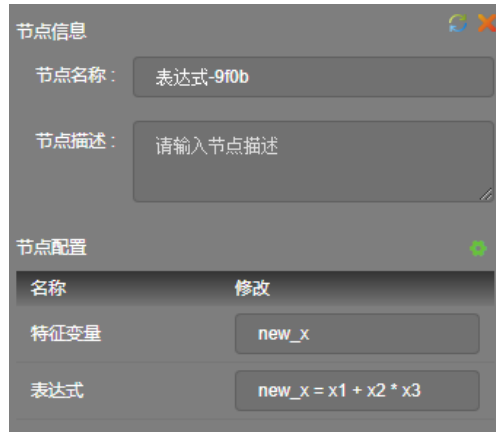 节点信息
节点名称 : 表达式-9f0b
节点描述 : 请输入节点描述
节点配置
名称 修改
特征变量 new_x
表达式 new_x = x1 + x2 * x3